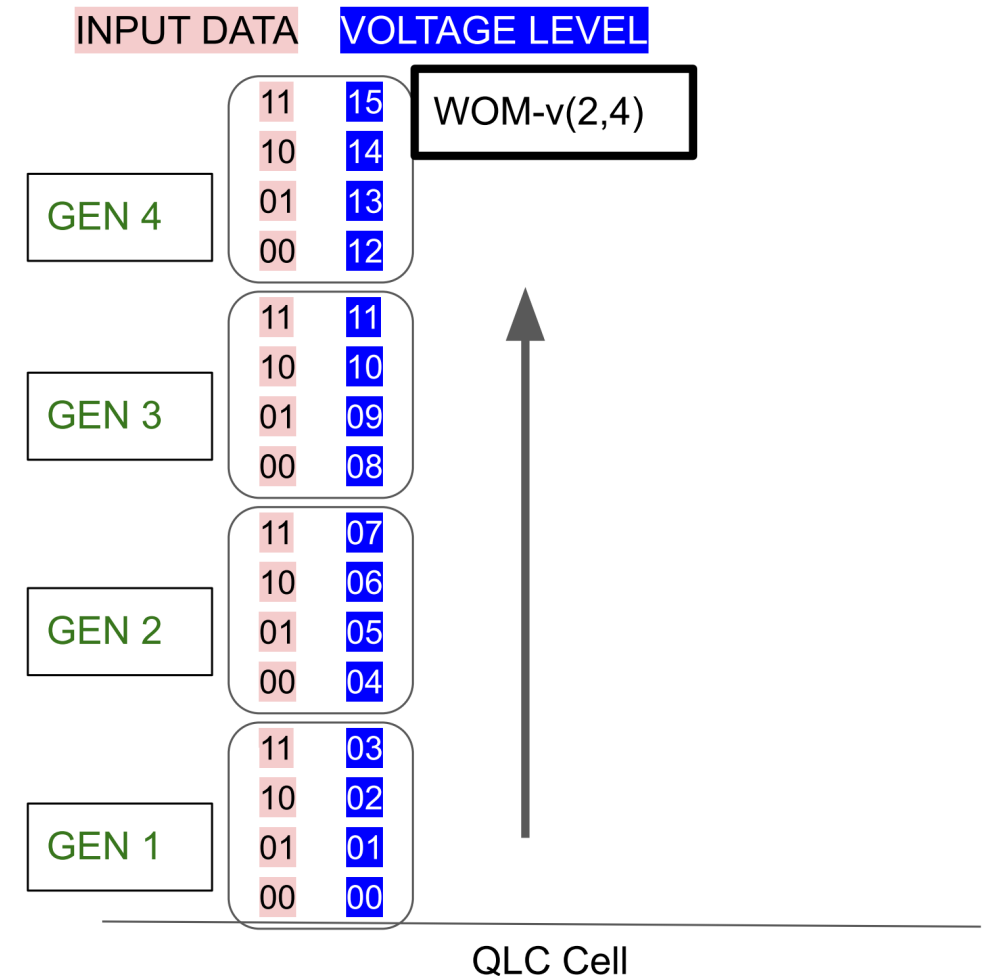 INPUT DATA VOLTAGE LEVEL
WOM-v(2,4)
GEN 4
11 15
10 14
01 13
00 12
GEN 3
11 11
10 10
01 09
00 08
GEN 2
11 07
10 06
01 05
00 04
GEN 1
11 03
10 02
01 01
00 00
QLC Cell